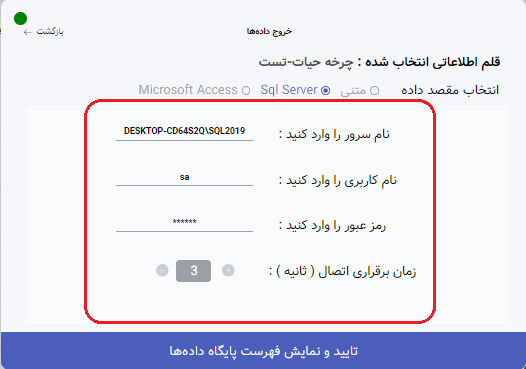 خروج داده‌ها
بازگشت ←
قلم اطلاعاتی انتخاب شده : چرخه حیات-تست
انتخاب مقصد داده متنی Sql Server Microsoft Access
نام سرور را وارد کنید : DESKTOP-CD64S2Q\SQL2019
نام کاربری را وارد کنید : sa
رمز عبور را وارد کنید : ******
زمان برقراری اتصال ( ثانیه ) : + 3 −
تایید و نمایش فهرست پایگاه داده‌ها